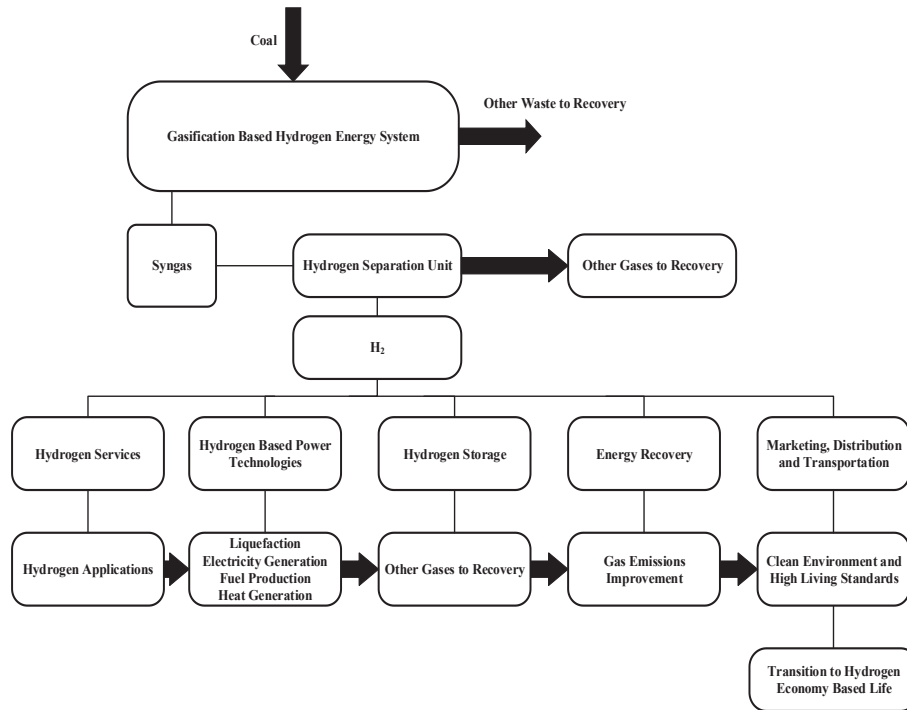 Coal
Other Waste to Recovery
Gasification Based Hydrogen Energy System
Syngas
Hydrogen Separation Unit
Other Gases to Recovery
H₂
Hydrogen Services
Hydrogen Based Power
Technologies
Hydrogen Storage
Energy Recovery
Marketing, Distribution
and Transportation
Hydrogen Applications
Liquefaction
Electricity Generation
Fuel Production
Heat Generation
Other Gases to Recovery
Gas Emissions
Improvement
Clean Environment and
High Living Standards
Transition to Hydrogen
Economy Based Life